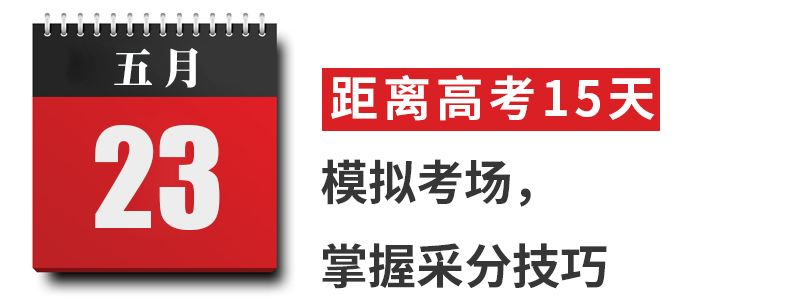 五月
23
距离高考15天
模拟考场，
掌握采分技巧